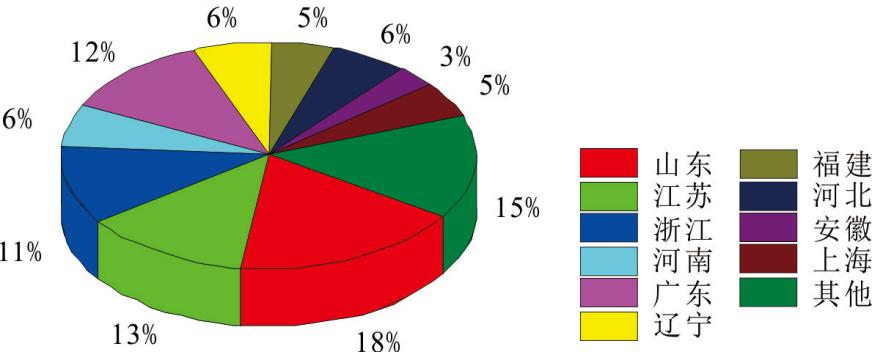 6%
5%
6%
3%
5%
15%
18%
13%
11%
6%
12%
山东
江苏
浙江
河南
广东
辽宁
福建
河北
安徽
上海
其他